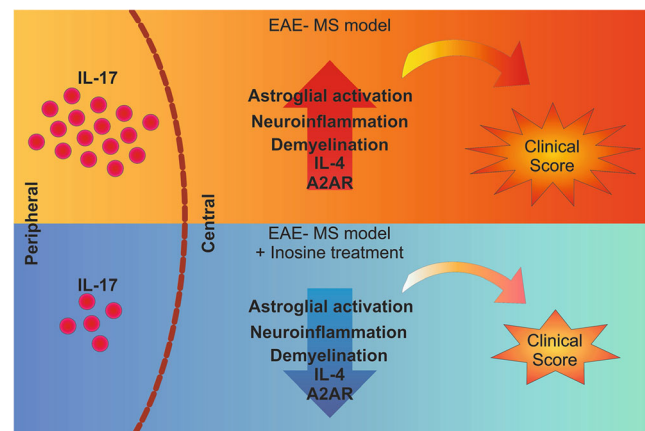 EAE- MS model
IL-17
Astroglial activation
Neuroinflammation
Demyelination
IL-4
A2AR
Clinical
Score
Peripheral
Central
EAE- MS model
+ Inosine treatment
IL-17
Astroglial activation
Neuroinflammation
Demyelination
IL-4
A2AR
Clinical
Score